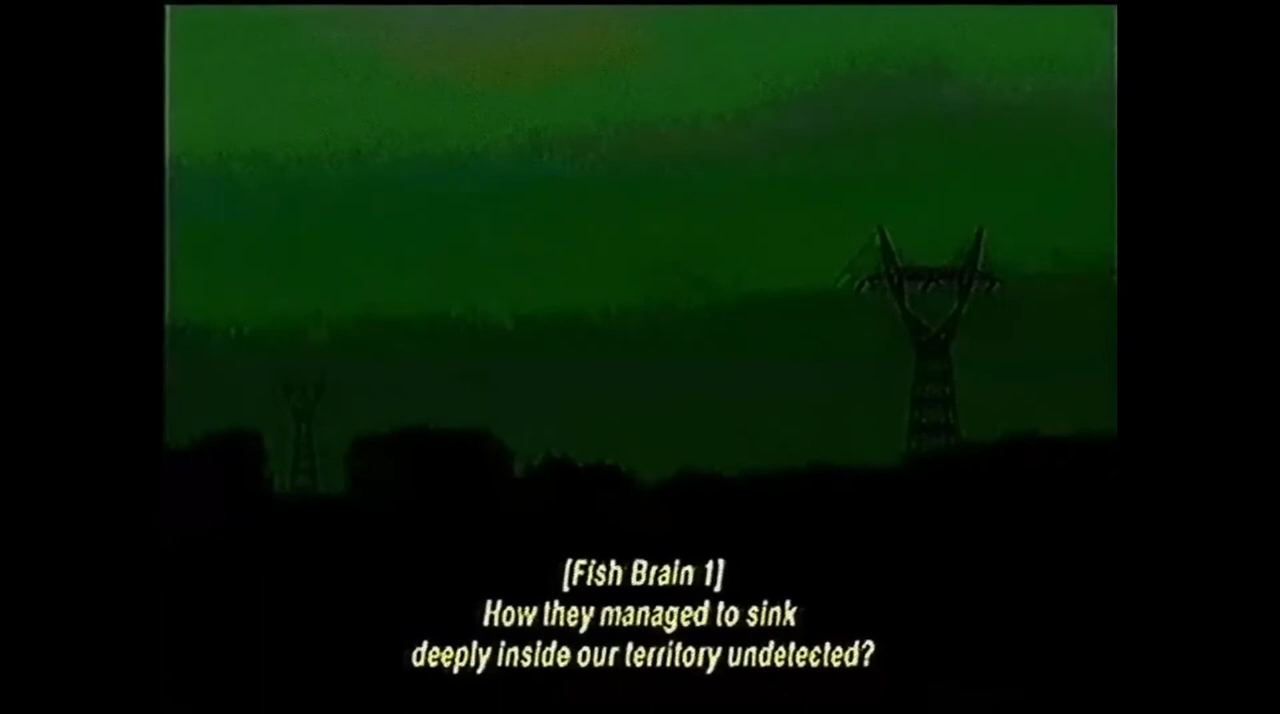 [Fish Brain 1]
How they managed to sink
deeply inside our territory undetected?